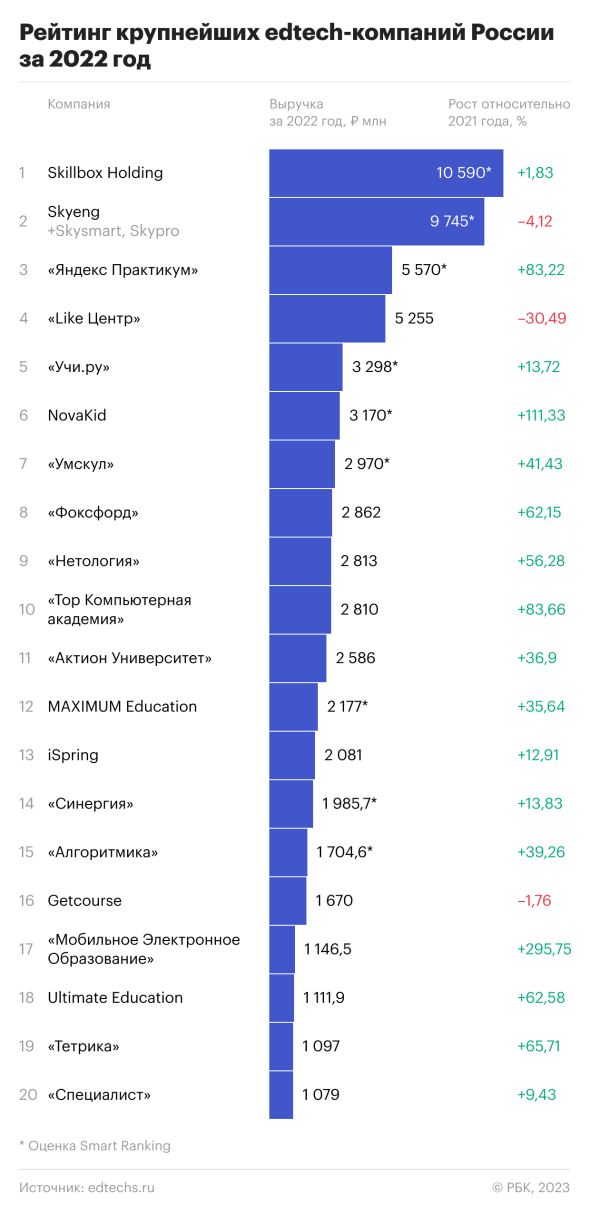 Рейтинг крупнейших edtech-компаний России
за 2022 год
Компания
Выручка
за 2022 год, ₽ млн
Рост относительно
2021 года, %
1 Skillbox Holding 10 590* +1,83
2 Skyeng
+Skysmart, Skypro 9 745* –4,12
3 «Яндекс Практикум» 5 570* +83,22
4 «Like Центр» 5 255 –30,49
5 «Учи.ру» 3 298* +13,72
6 NovaKid 3 170* +111,33
7 «Умскул» 2 970* +41,43
8 «Фоксфорд» 2 862 +62,15
9 «Нетология» 2 813 +56,28
10 «Top Компьютерная
академия» 2 810 +83,66
11 «Актион Университет» 2 586 +36,9
12 MAXIMUM Education 2 177* +35,64
13 iSpring 2 081 +12,91
14 «Синергия» 1 985,7* +13,83
15 «Алгоритмика» 1 704,6* +39,26
16 Getcourse 1 670 –1,76
17 «Мобильное Электронное
Образование» 1 146,5 +295,75
18 Ultimate Education 1 111,9 +62,58
19 «Тетрика» 1 097 +65,71
20 «Специалист» 1 079 +9,43
* Оценка Smart Ranking
Источник: edtechs.ru © РБК, 2023